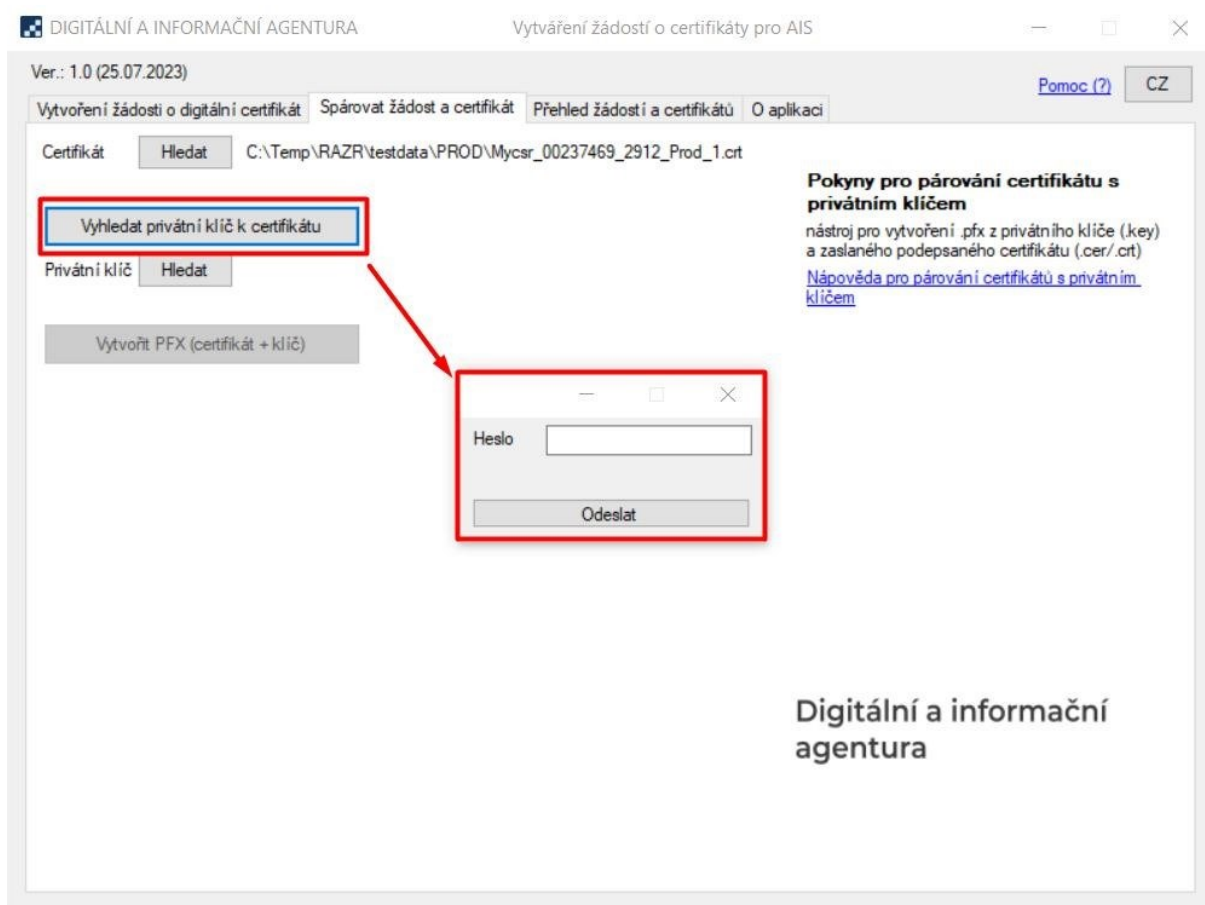 DIGITÁLNÍ A INFORMAČNÍ AGENTURA
Vytváření žádostí o certifikáty pro AIS
Ver.: 1.0 (25.07.2023)
Pomoc (?)
CZ
Vytvoření žádosti o digitální certifikát
Spárovat žádost a certifikát
Přehled žádostí a certifikátů
O aplikaci
Certifikát
Hledat
C:\Temp\RAZR\testdata\PROD\Mycsr_00237469_2912_Prod_1.crt
Vyhledat privátní klíč k certifikátu
Privátní klíč
Hledat
Vytvořit PFX (certifikát + klíč)
Pokyny pro párování certifikátu s
privátním klíčem
nástroj pro vytvoření .pfx z privátního klíče (.key)
a zaslaného podepsaného certifikátu (.cer/.crt)
Nápověda pro párování certifikátů s privátním
klíčem
Heslo
Odeslat
Digitální a informační
agentura